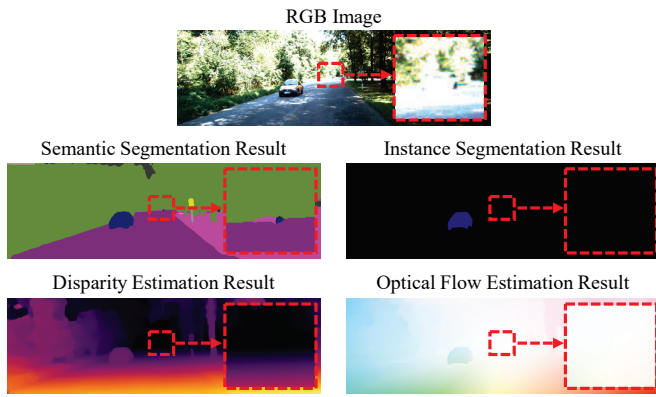 RGB Image
Semantic Segmentation Result
Instance Segmentation Result
Disparity Estimation Result
Optical Flow Estimation Result